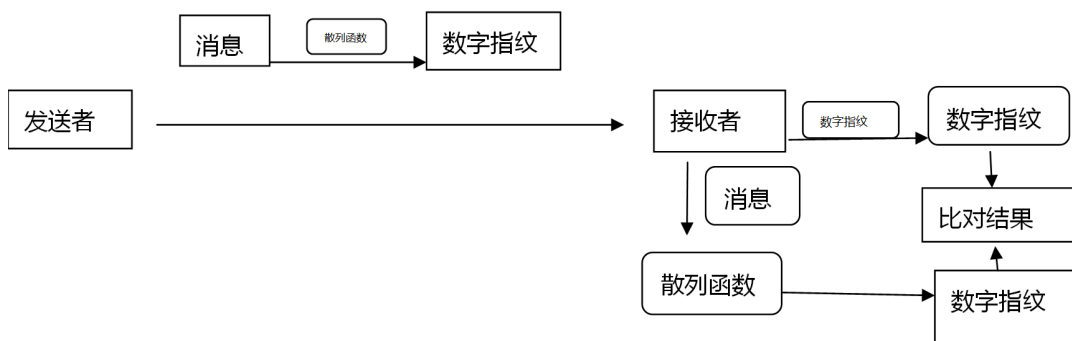 消息
散列函数
数字指纹
发送者
接收者
数字指纹
数字指纹
消息
比对结果
散列函数
数字指纹